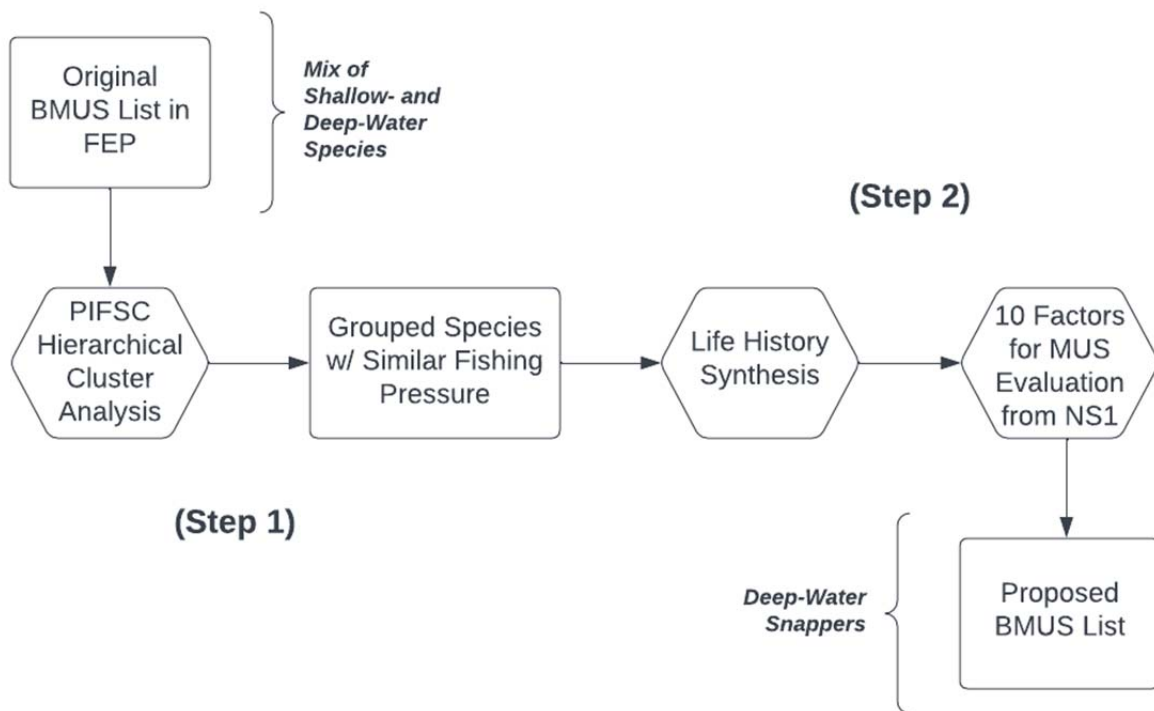 Original
BMUS List in
FEP
Mix of
Shallow- and
Deep-Water
Species
(Step 2)
PIFSC
Hierarchical
Cluster
Analysis
Grouped Species
w/ Similar Fishing
Pressure
Life History
Synthesis
10 Factors
for MUS
Evaluation
from NS1
(Step 1)
Deep-Water
Snappers
Proposed
BMUS List